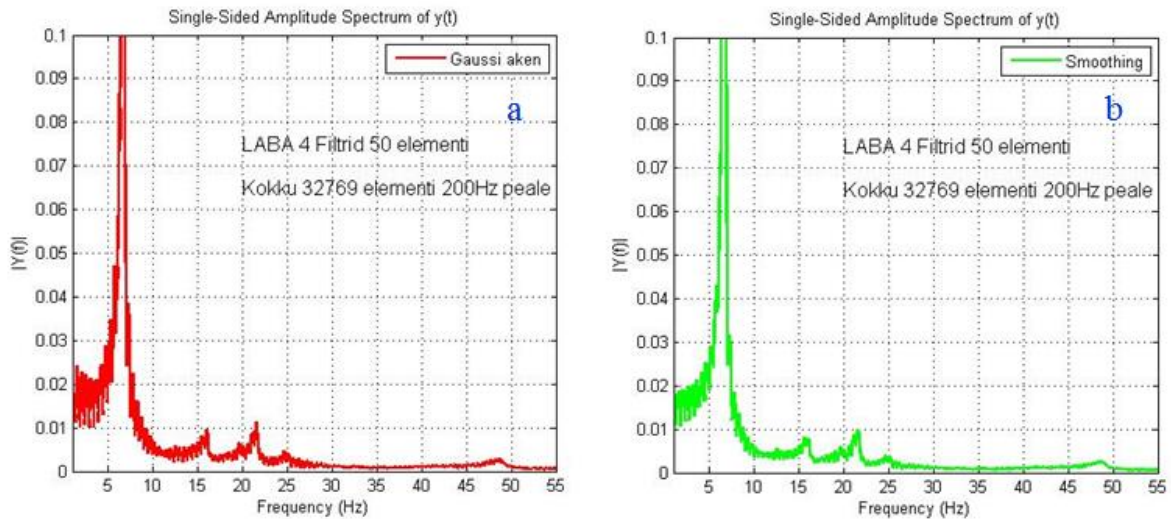 Single-Sided Amplitude Spectrum of y(t)
0.1
0.09
0.08
0.07
0.06
0.05
0.04
0.03
0.02
0.01
0
|Y(f)|
Gaussi aken
a
LABA 4 Filtrid 50 elementi
Kokku 32769 elementi 200Hz peale
5 10 15 20 25 30 35 40 45 50 55
Frequency (Hz)
Single-Sided Amplitude Spectrum of y(t)
0.1
0.09
0.08
0.07
0.06
0.05
0.04
0.03
0.02
0.01
0
|Y(f)|
Smoothing
b
LABA 4 Filtrid 50 elementi
Kokku 32769 elementi 200Hz peale
5 10 15 20 25 30 35 40 45 50 55
Frequency (Hz)